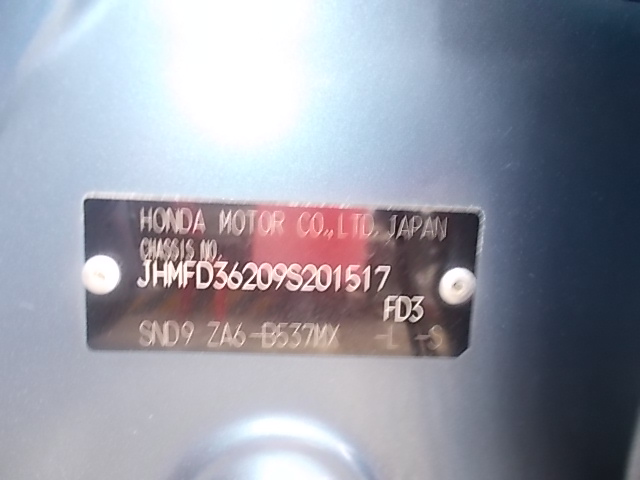 HONDA MOTOR CO.,LTD. JAPAN
CHASSIS NO.
JHMFD36209S201517
FD3
SND9 ZA6-B537MX -L -S